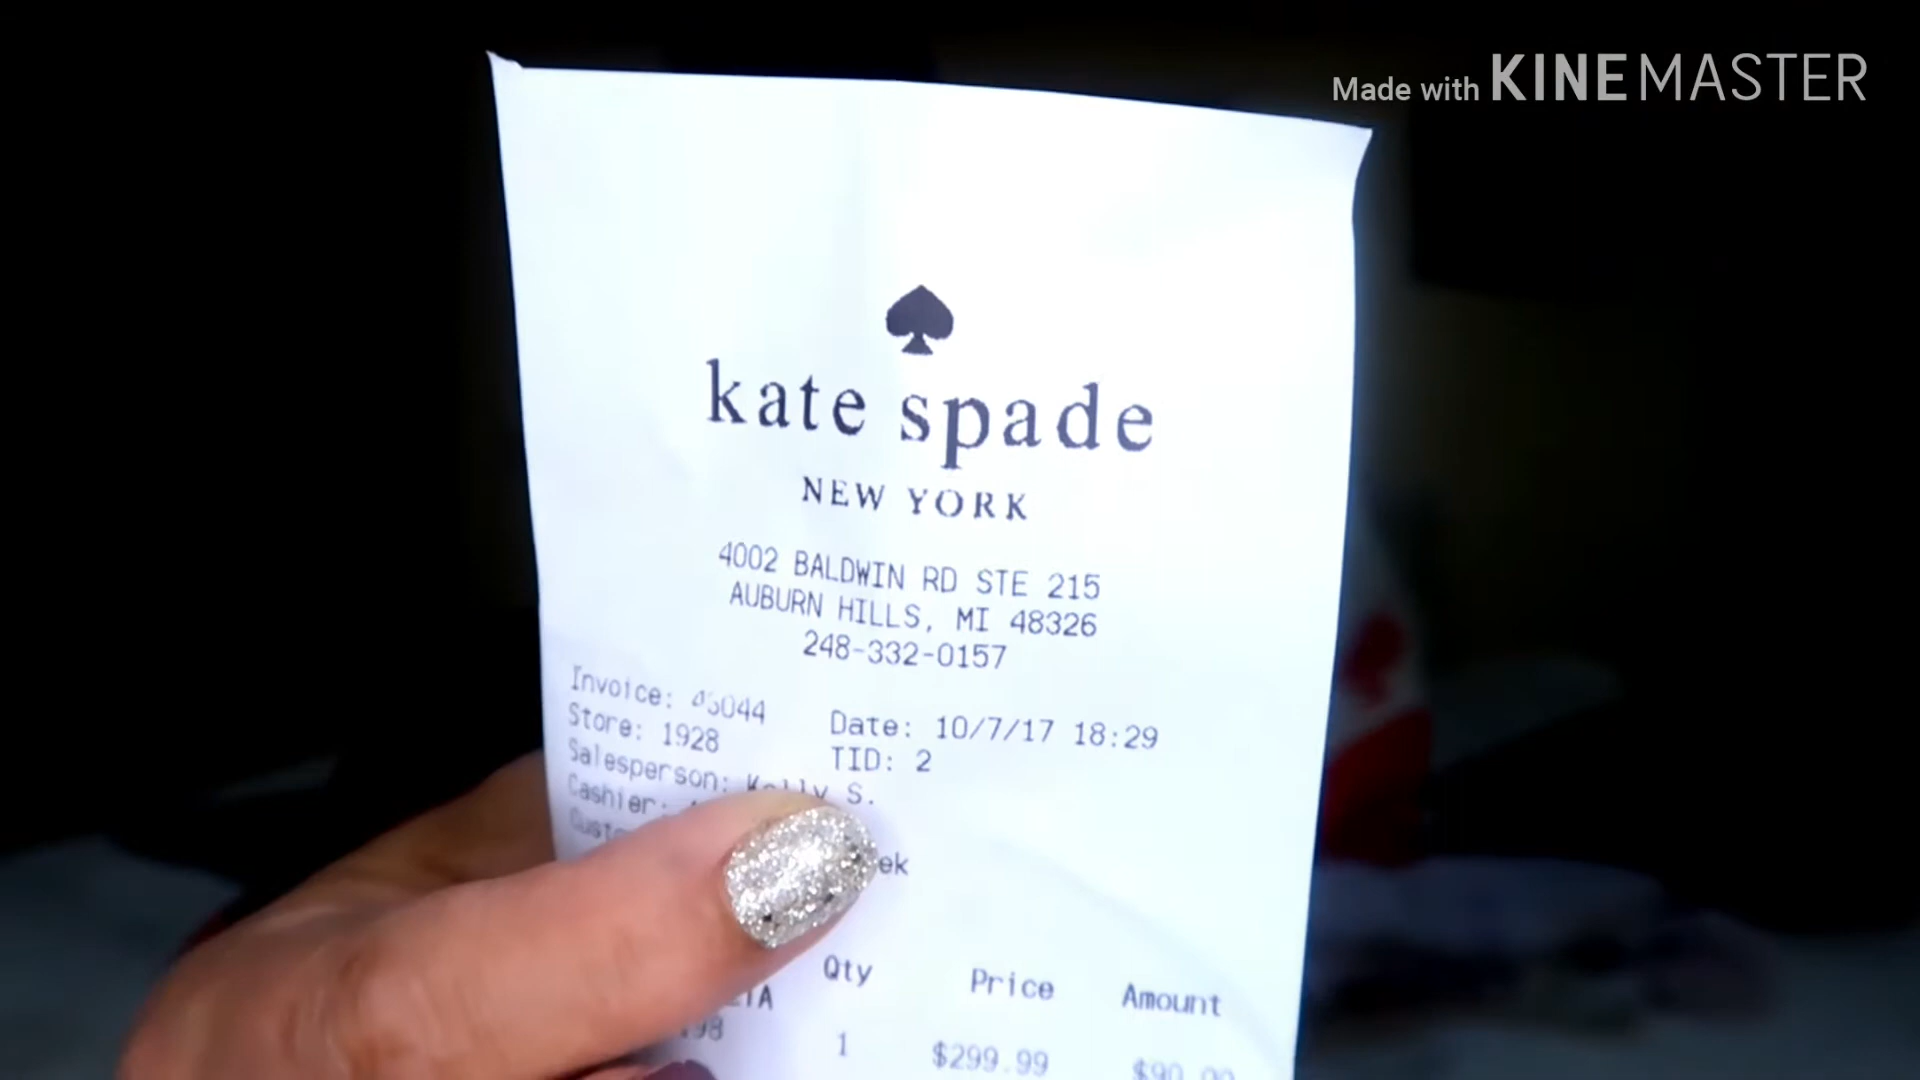 Made with KINEMASTER
kate spade
NEW YORK
4002 BALDWIN RD STE 215
AUBURN HILLS, MI 48326
248-332-0157
Invoice: 45044 Date: 10/7/17 18:29
Store: 1928 TID: 2
Salesperson: Kelly S.
Cashier:
Qty Price Amount
1 $299.99